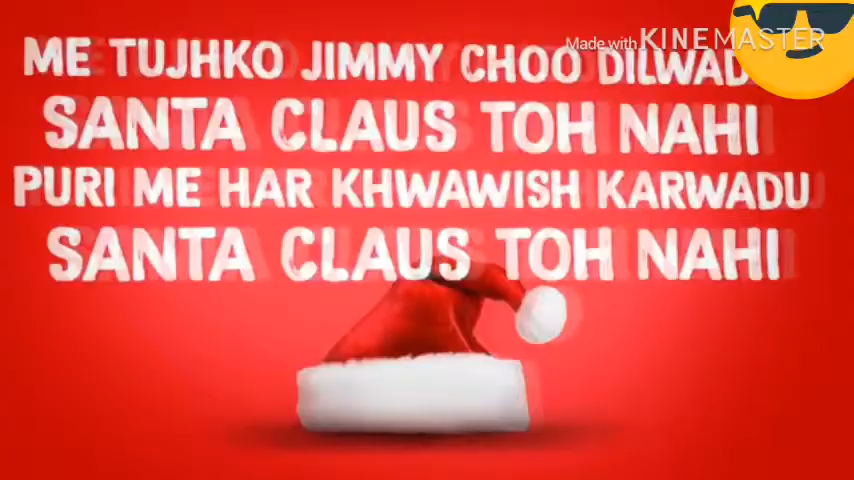 Made with KINEMASTER
ME TUJHKO JIMMY CHOO
SANTA CLAUS TOH NAHI
PURI ME HAR KHWAWISH KARWADU
SANTA CLAUS TOH NAHI